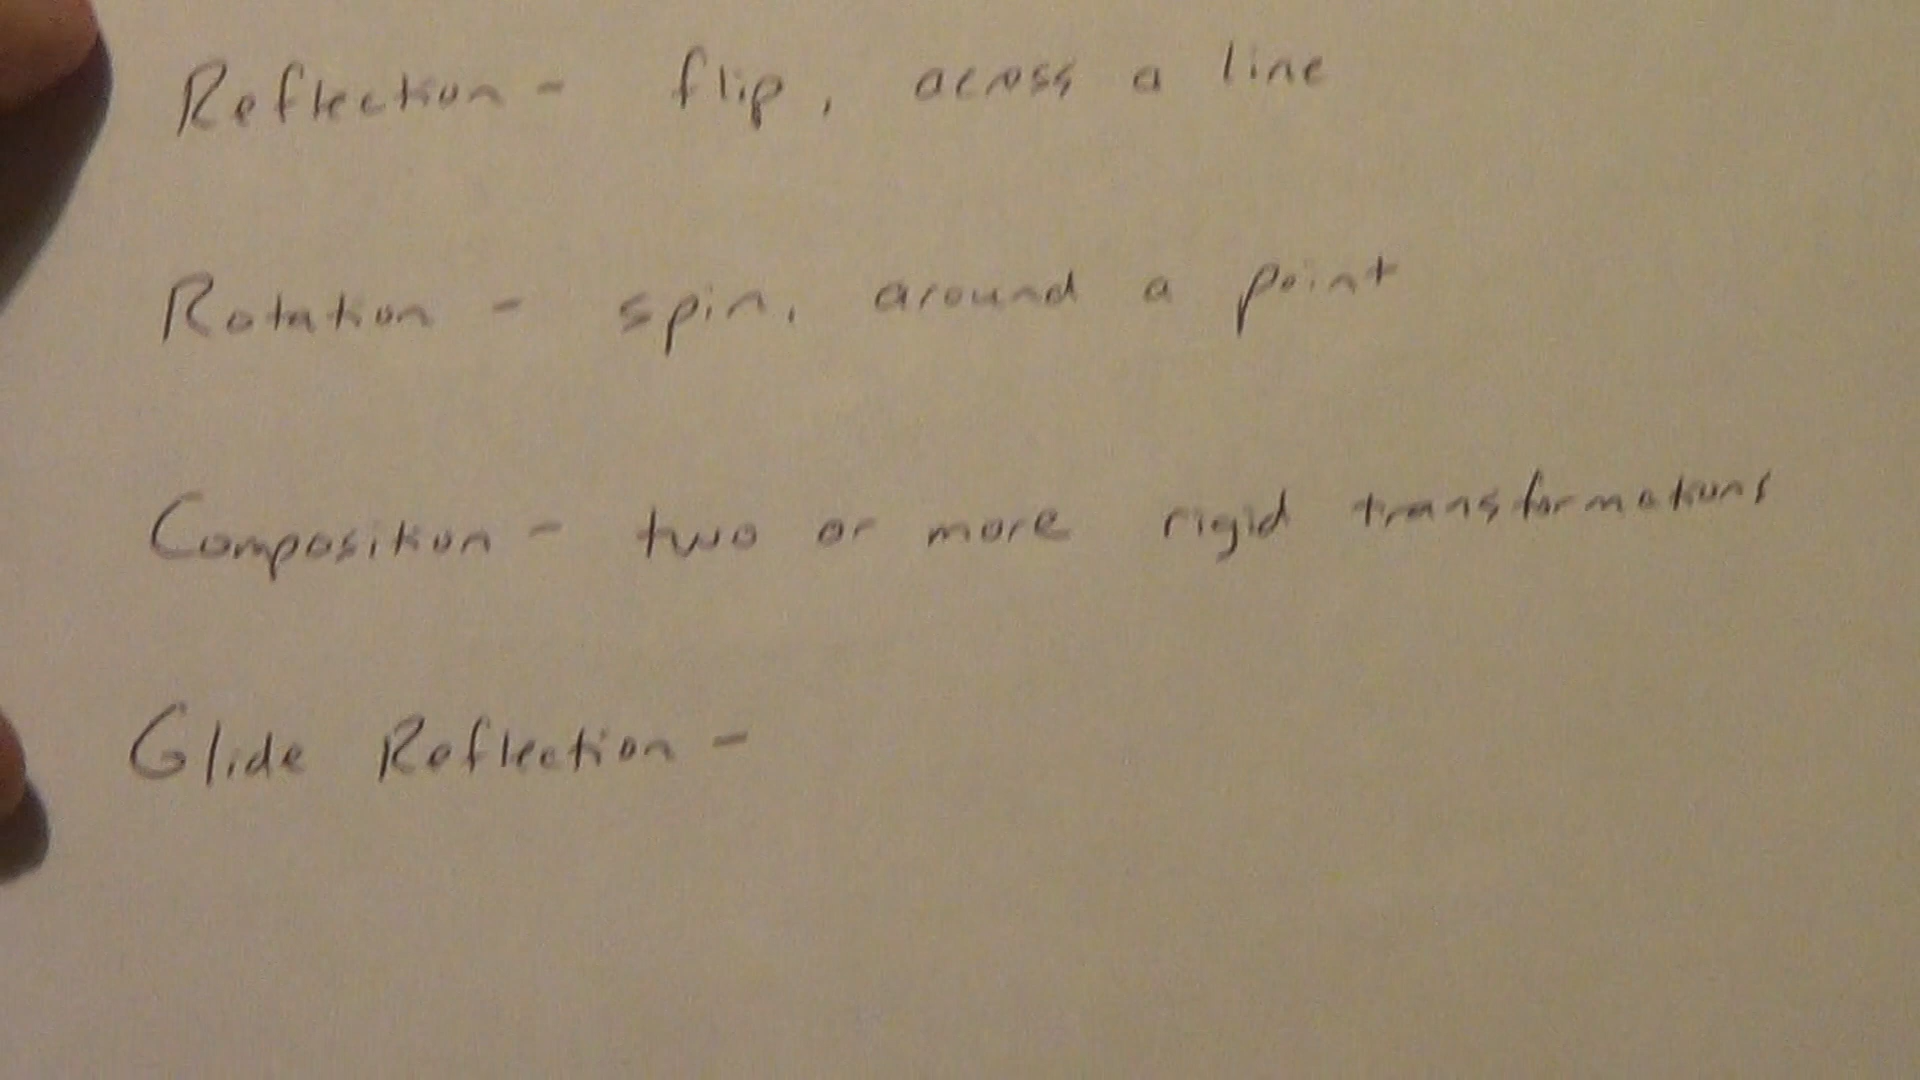 Reflection - flip, across a line
Rotation - spin, around a point
Composition - two or more rigid transformations
Glide Reflection -